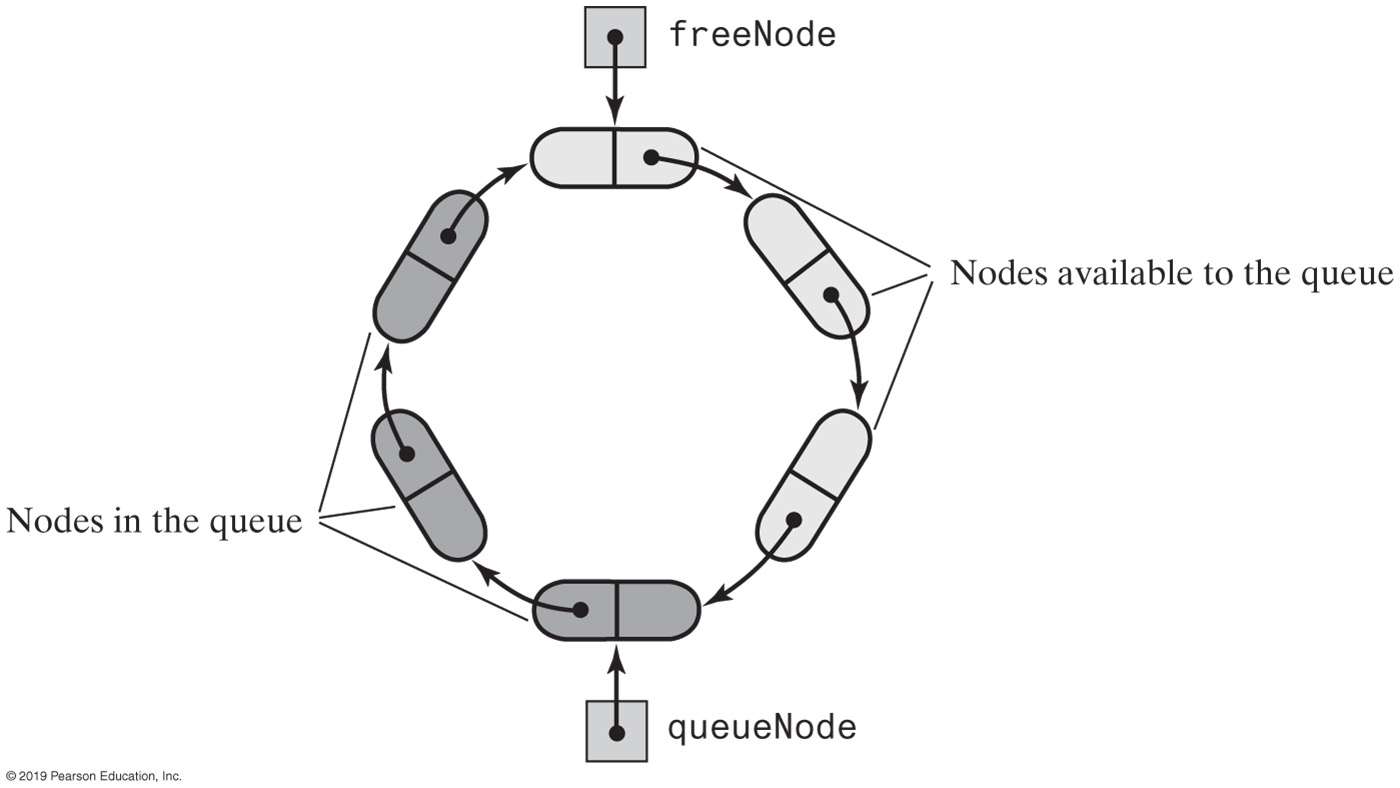 freeNode
Nodes available to the queue
Nodes in the queue
queueNode
© 2019 Pearson Education, Inc.